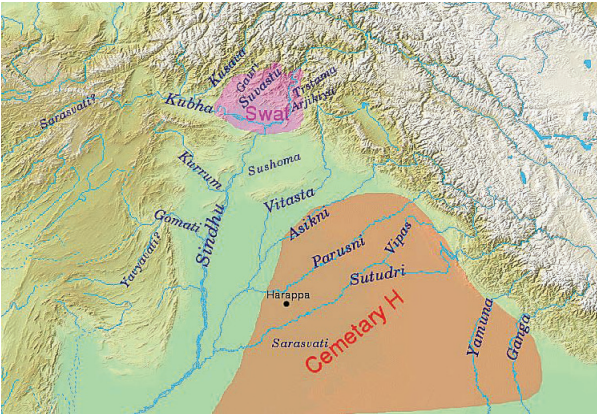 Kusava
Gauri
Suvastu
Tristama
Arjikiya
Kubha
Swat
Sarasvati?
Kurrum
Sushoma
Vitasta
Gomati
Sindhu
Asikni
Yavyavati?
Parusni
Vipas
Sutudri
Harappa
Sarasvati
Cemetary H
Yamuna
Ganga